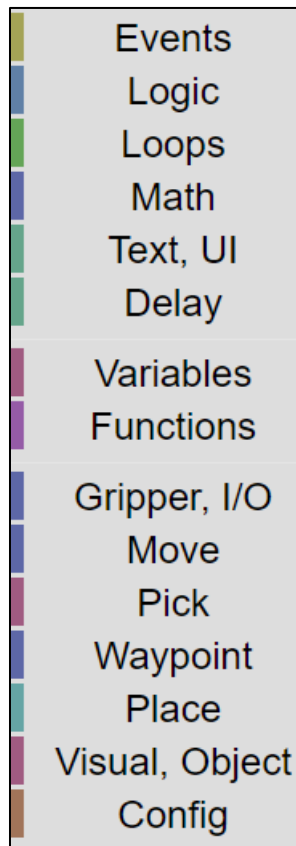 Events
Logic
Loops
Math
Text, UI
Delay
Variables
Functions
Gripper, I/O
Move
Pick
Waypoint
Place
Visual, Object
Config